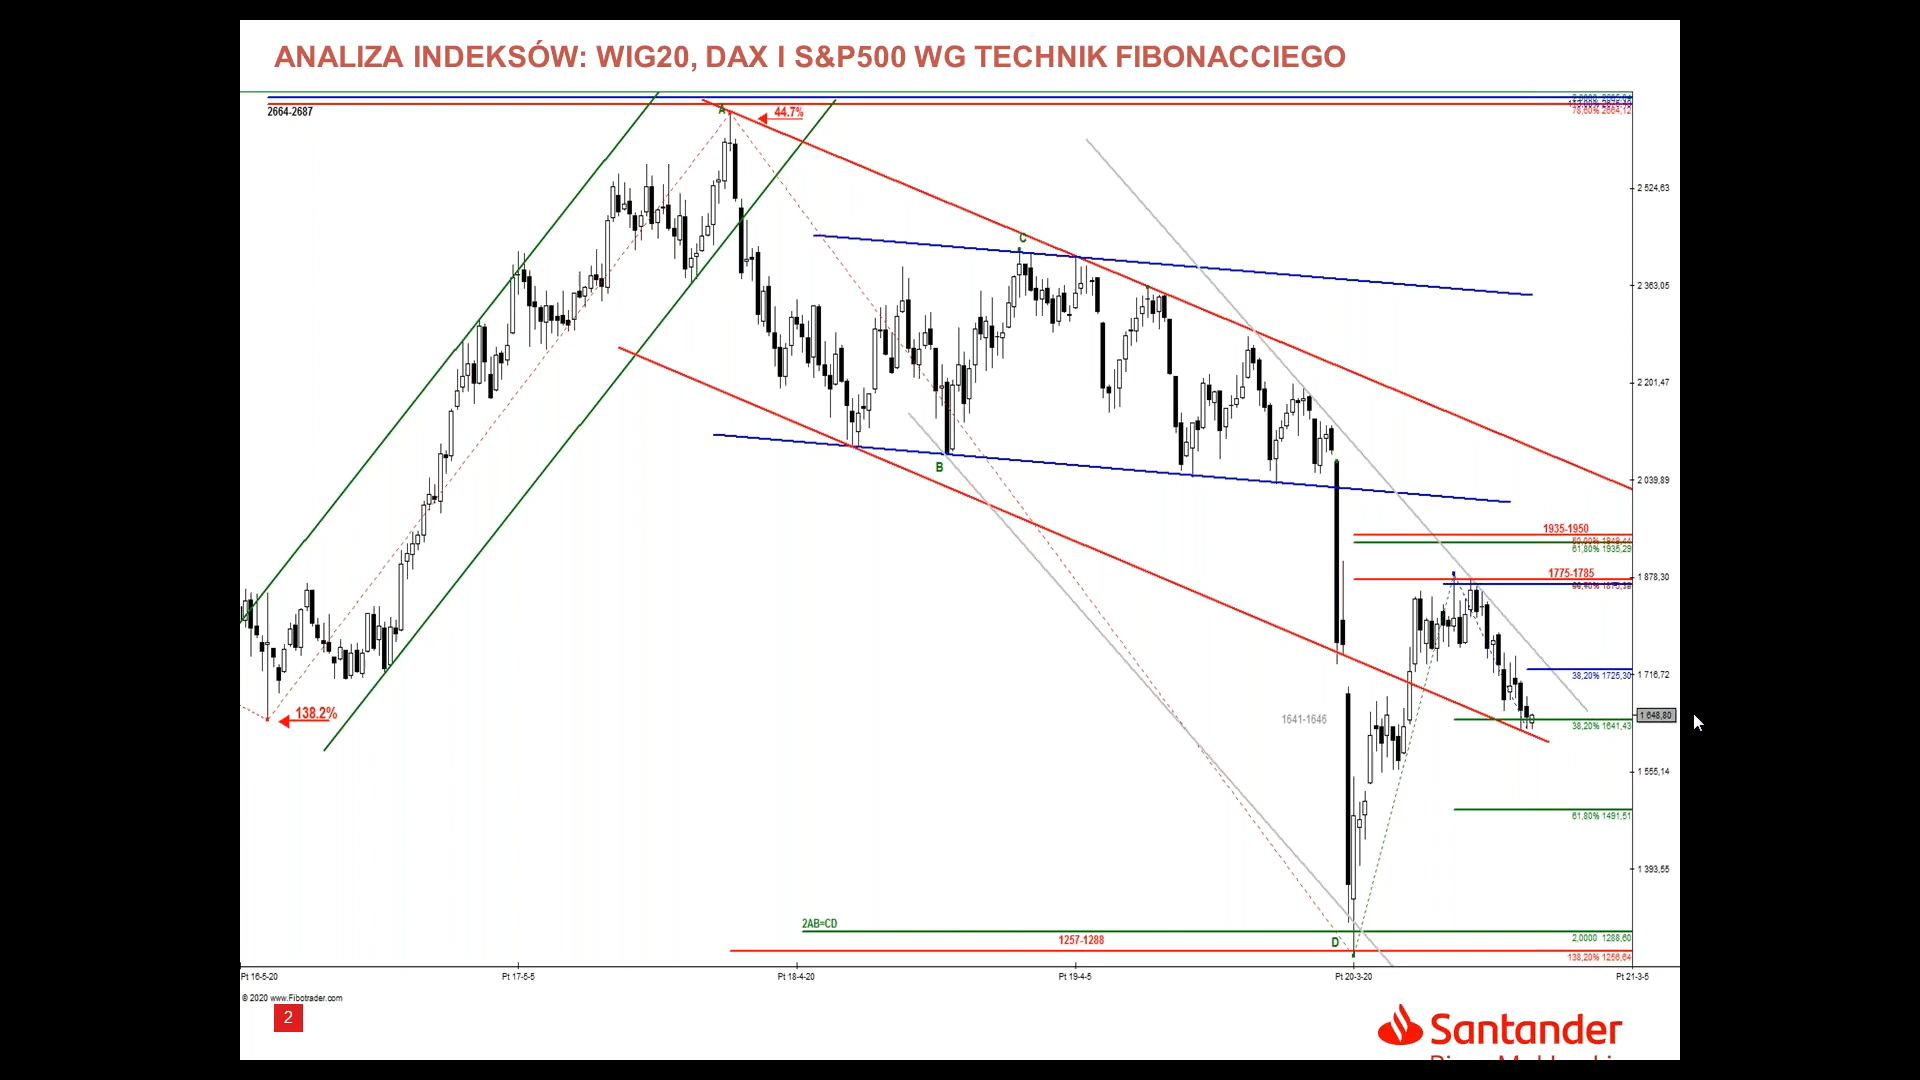 ANALIZA INDEKSÓW: WIG20, DAX I S&P500 WG TECHNIK FIBONACCIEGO
2664-2687
A
44.7%
78,60% 2664,12
2 524,63
C
2 363,05
2 201,47
B
2 039,89
1935-1950
61,80% 1935,29
1775-1785
1 878,30
38,20% 1725,30
1 716,72
138.2%
1641-1646
1 648,80
38,20% 1641,43
1 555,14
61,80% 1491,51
1 393,55
2AB=CD
1257-1288
D
2,0000 1288,60
138,20% 1256,64
Pt 16-5-20
Pt 17-5-5
Pt 18-4-20
Pt 19-4-5
Pt 20-3-20
Pt 21-3-5
© 2020 www.Fibotrader.com
2
Santander